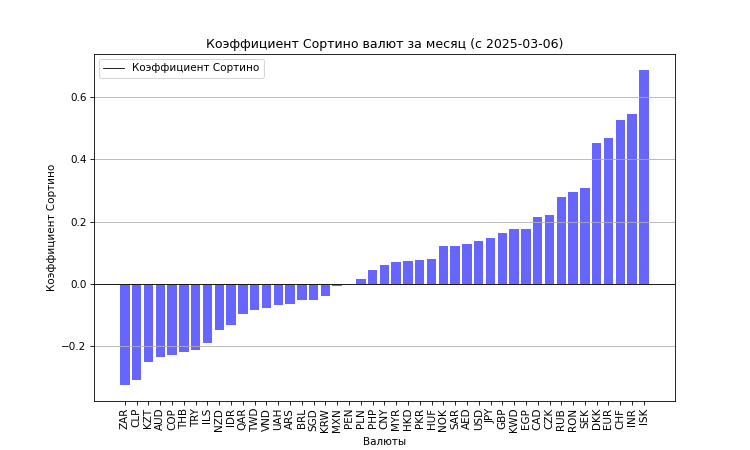 Коэффициент Сортино валют за месяц (с 2025-03-06)
Коэффициент Сортино
Коэффициент Сортино
0.6
0.4
0.2
0.0
−0.2
ZAR CLP KZT AUD COP THB TRY ILS NZD IDR QAR TWD VND UAH ARS BRL SGD KRW MXN PEN PLN PHP CNY MYR HKD PKR HUF NOK SAR AED USD JPY GBP KWD EGP CAD CZK RUB RON SEK DKK EUR CHF INR ISK
Валюты